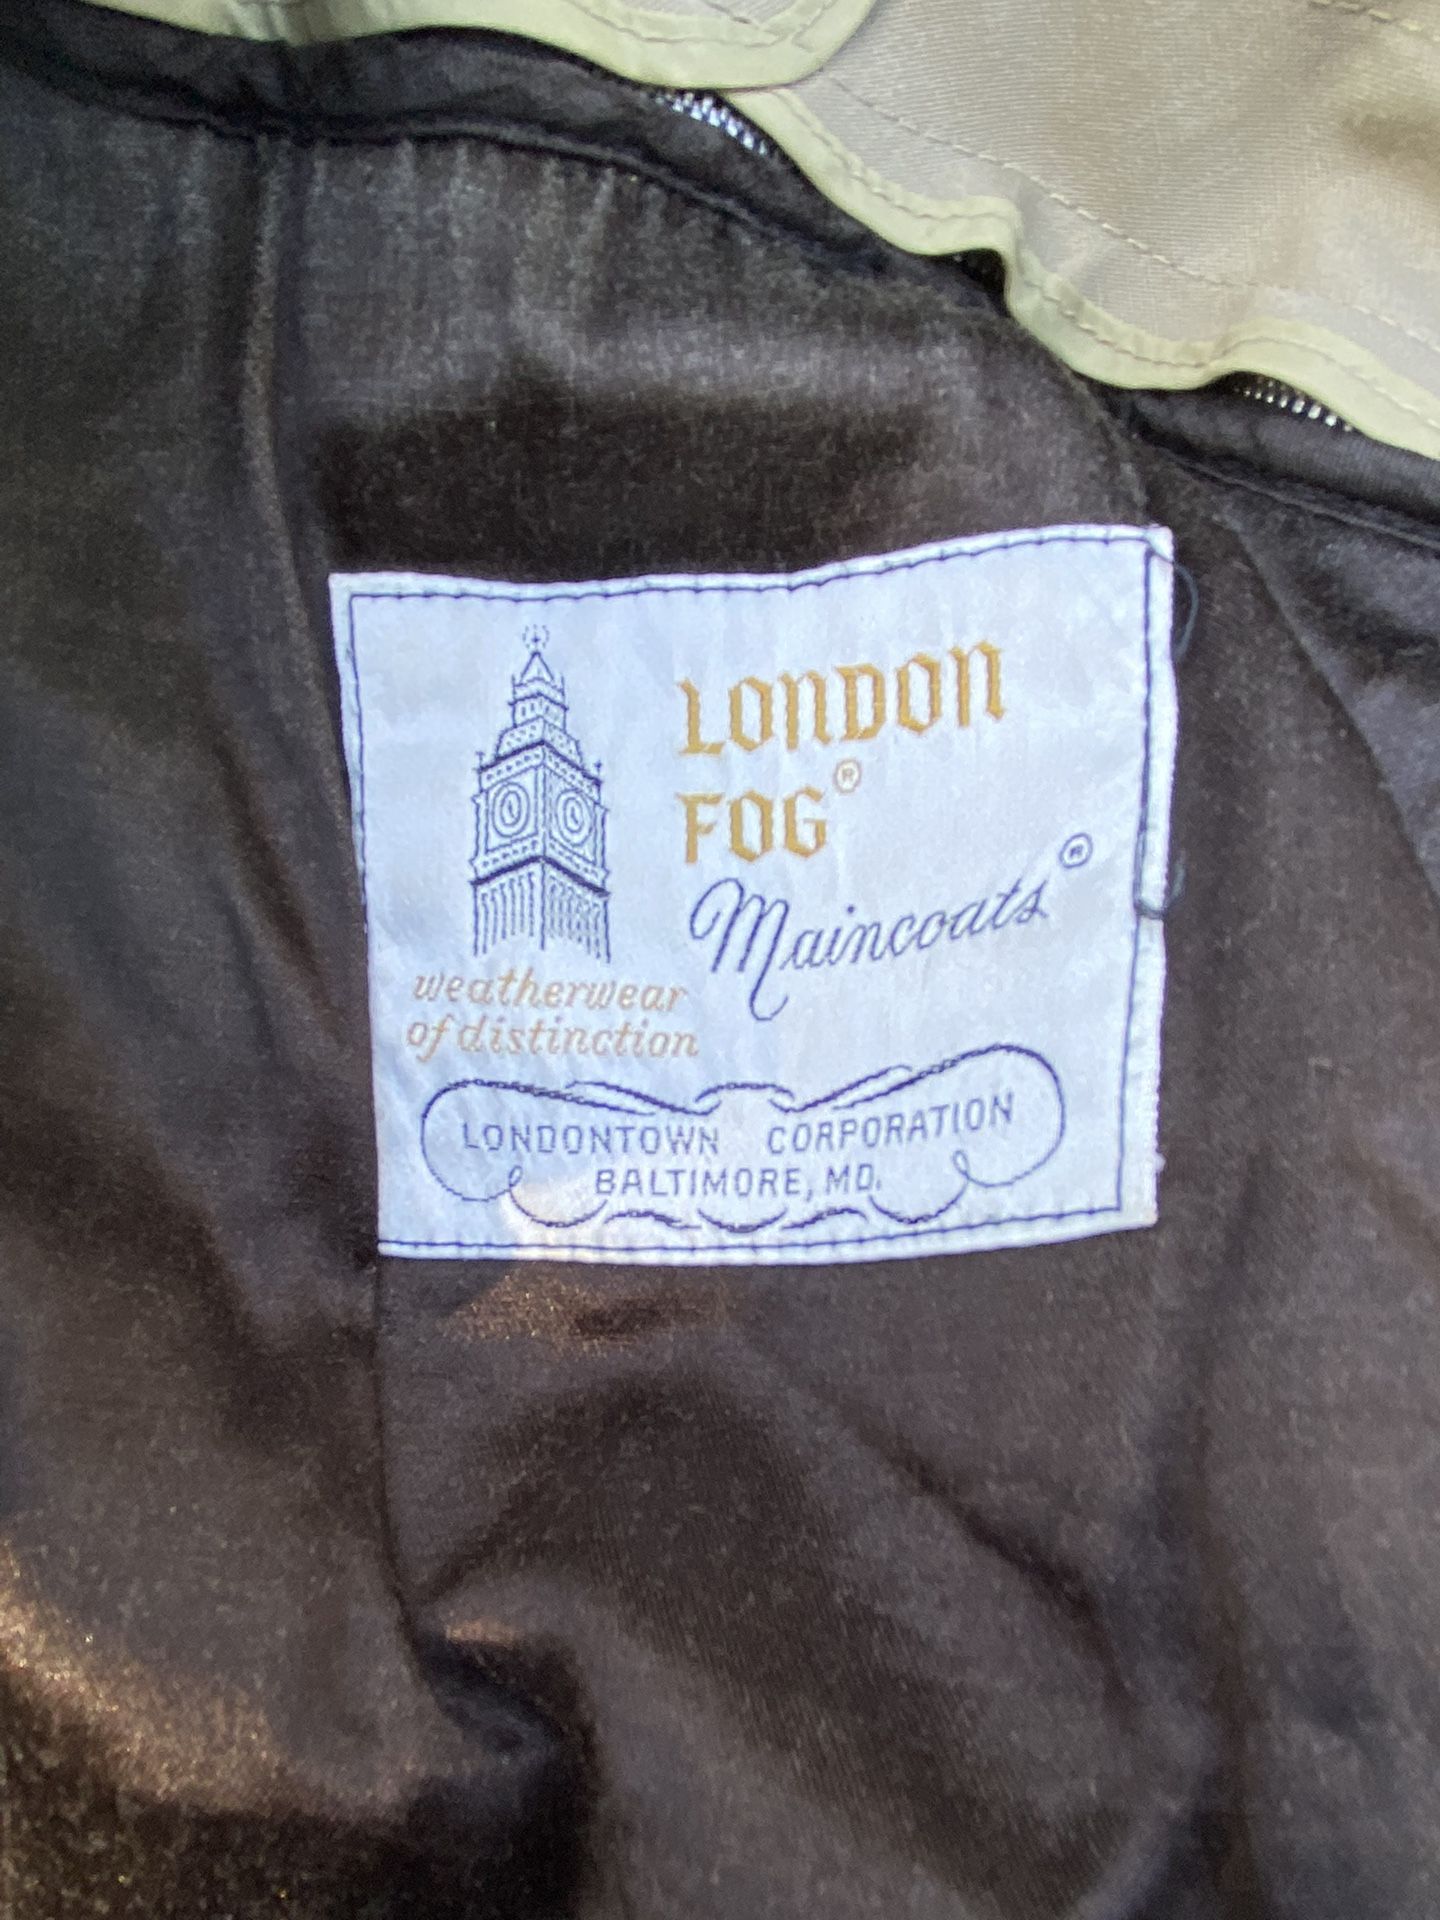 LONDON
FOG®
Maincoats®
weatherwear
of distinction
LONDONTOWN CORPORATION
BALTIMORE, MD.